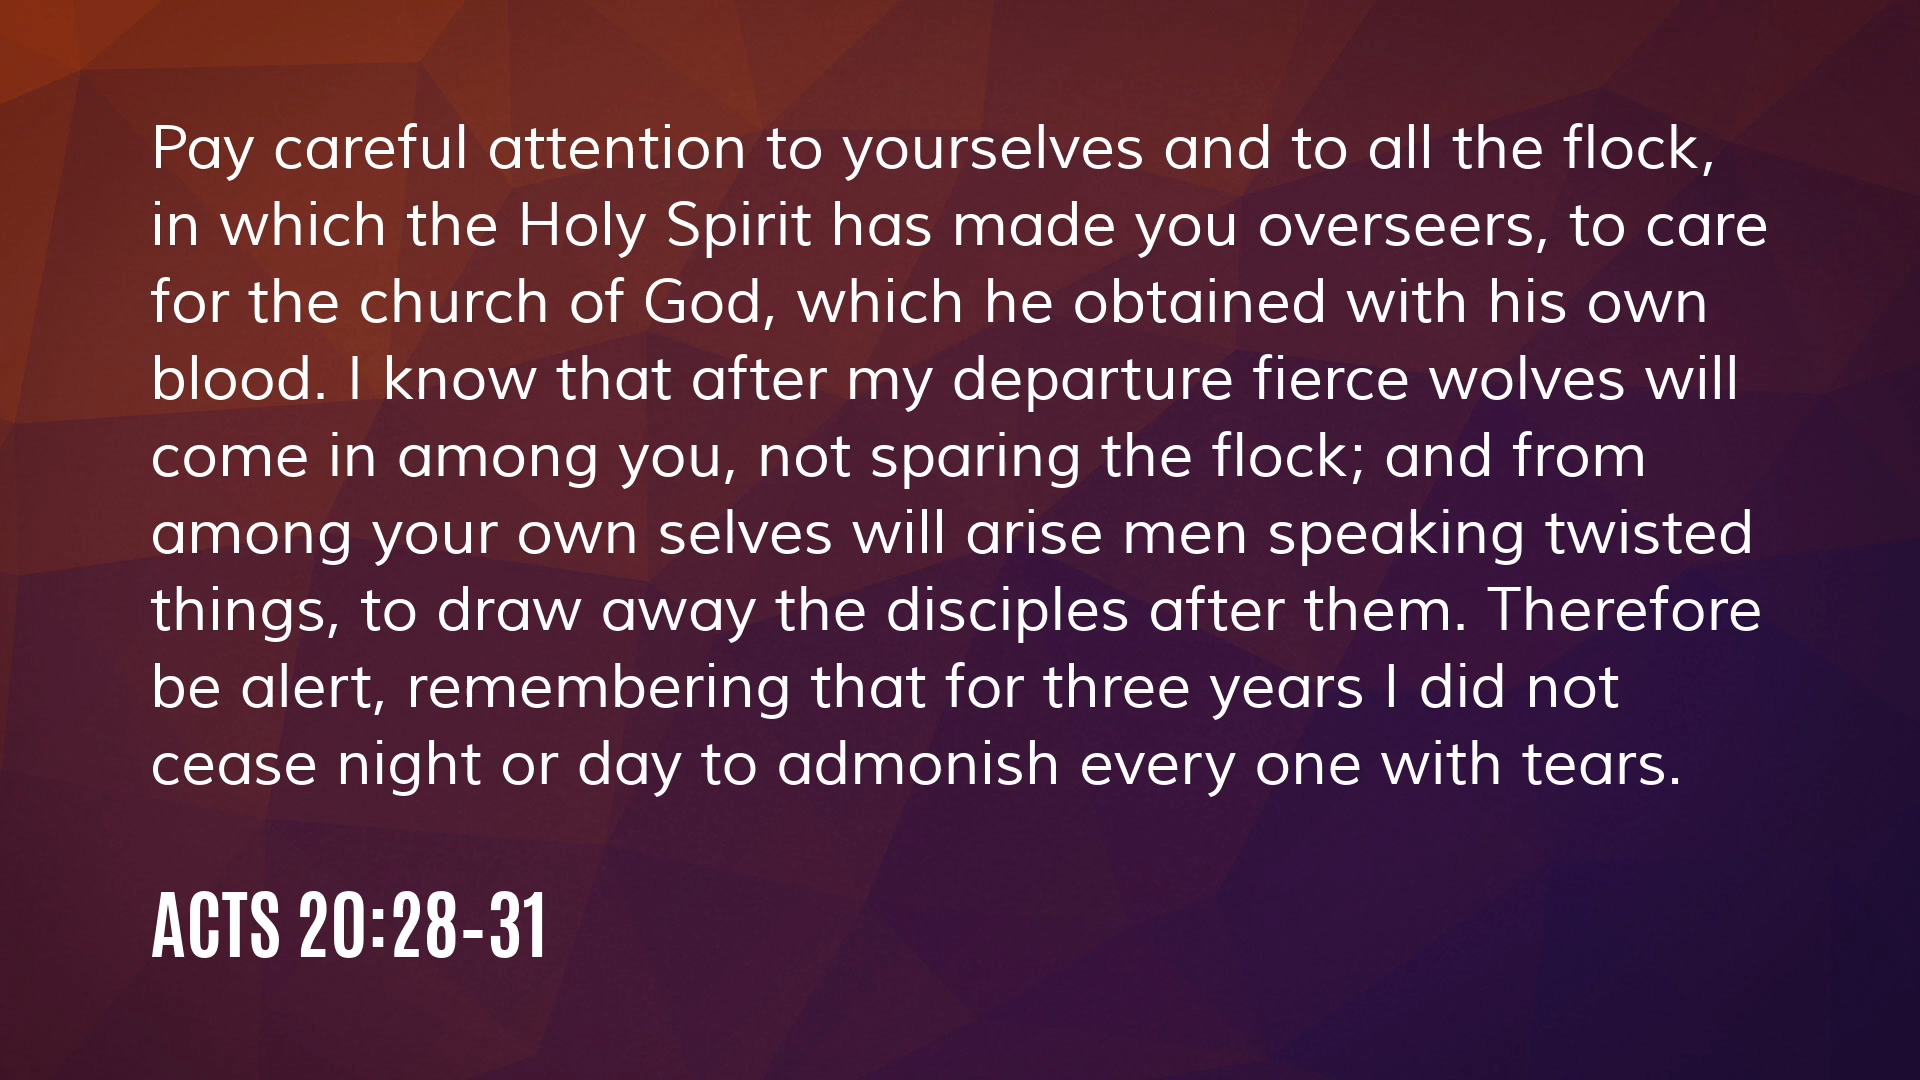 Pay careful attention to yourselves and to all the flock,
in which the Holy Spirit has made you overseers, to care
for the church of God, which he obtained with his own
blood. I know that after my departure fierce wolves will
come in among you, not sparing the flock; and from
among your own selves will arise men speaking twisted
things, to draw away the disciples after them. Therefore
be alert, remembering that for three years I did not
cease night or day to admonish every one with tears.
ACTS 20:28-31